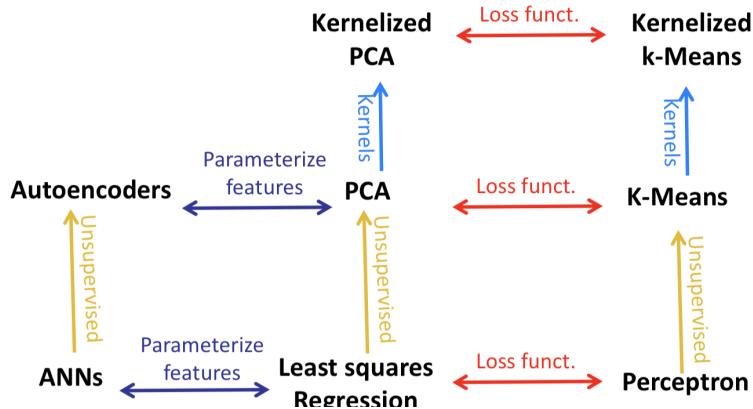 Kernelized
PCA
Loss funct.
Kernelized
k-Means
Kernels
Kernels
Autoencoders
Parameterize
features
PCA
Loss funct.
K-Means
Unsupervised
Unsupervised
Unsupervised
ANNs
Parameterize
features
Least squares
Regression
Loss funct.
Perceptron